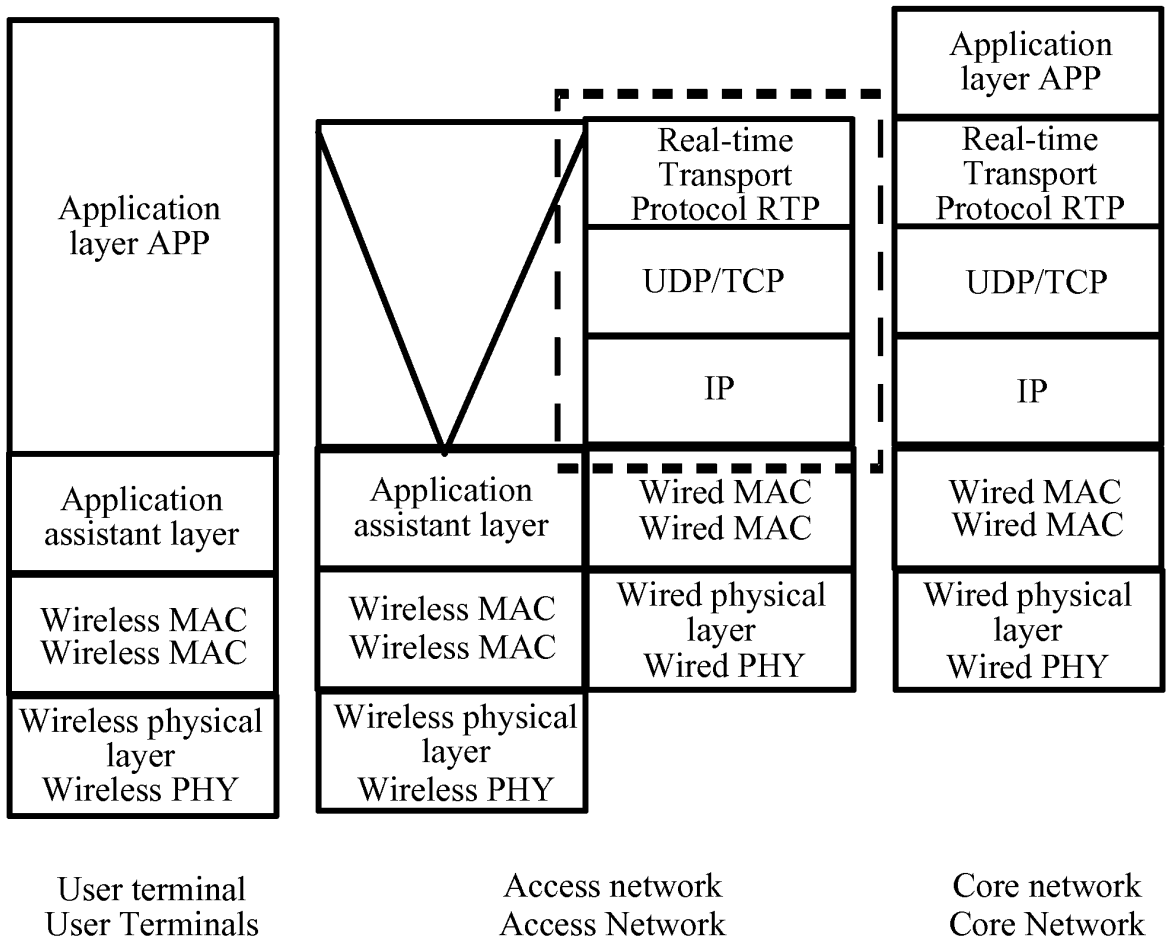 Application
layer APP
Application
assistant layer
Wireless MAC
Wireless MAC
Wireless physical
layer
Wireless PHY
User terminal
User Terminals
Application
assistant layer
Wireless MAC
Wireless MAC
Wireless physical
layer
Wireless PHY
Real-time
Transport
Protocol RTP
UDP/TCP
IP
Wired MAC
Wired MAC
Wired physical
layer
Wired PHY
Access network
Access Network
Application
layer APP
Real-time
Transport
Protocol RTP
UDP/TCP
IP
Wired MAC
Wired MAC
Wired physical
layer
Wired PHY
Core network
Core Network